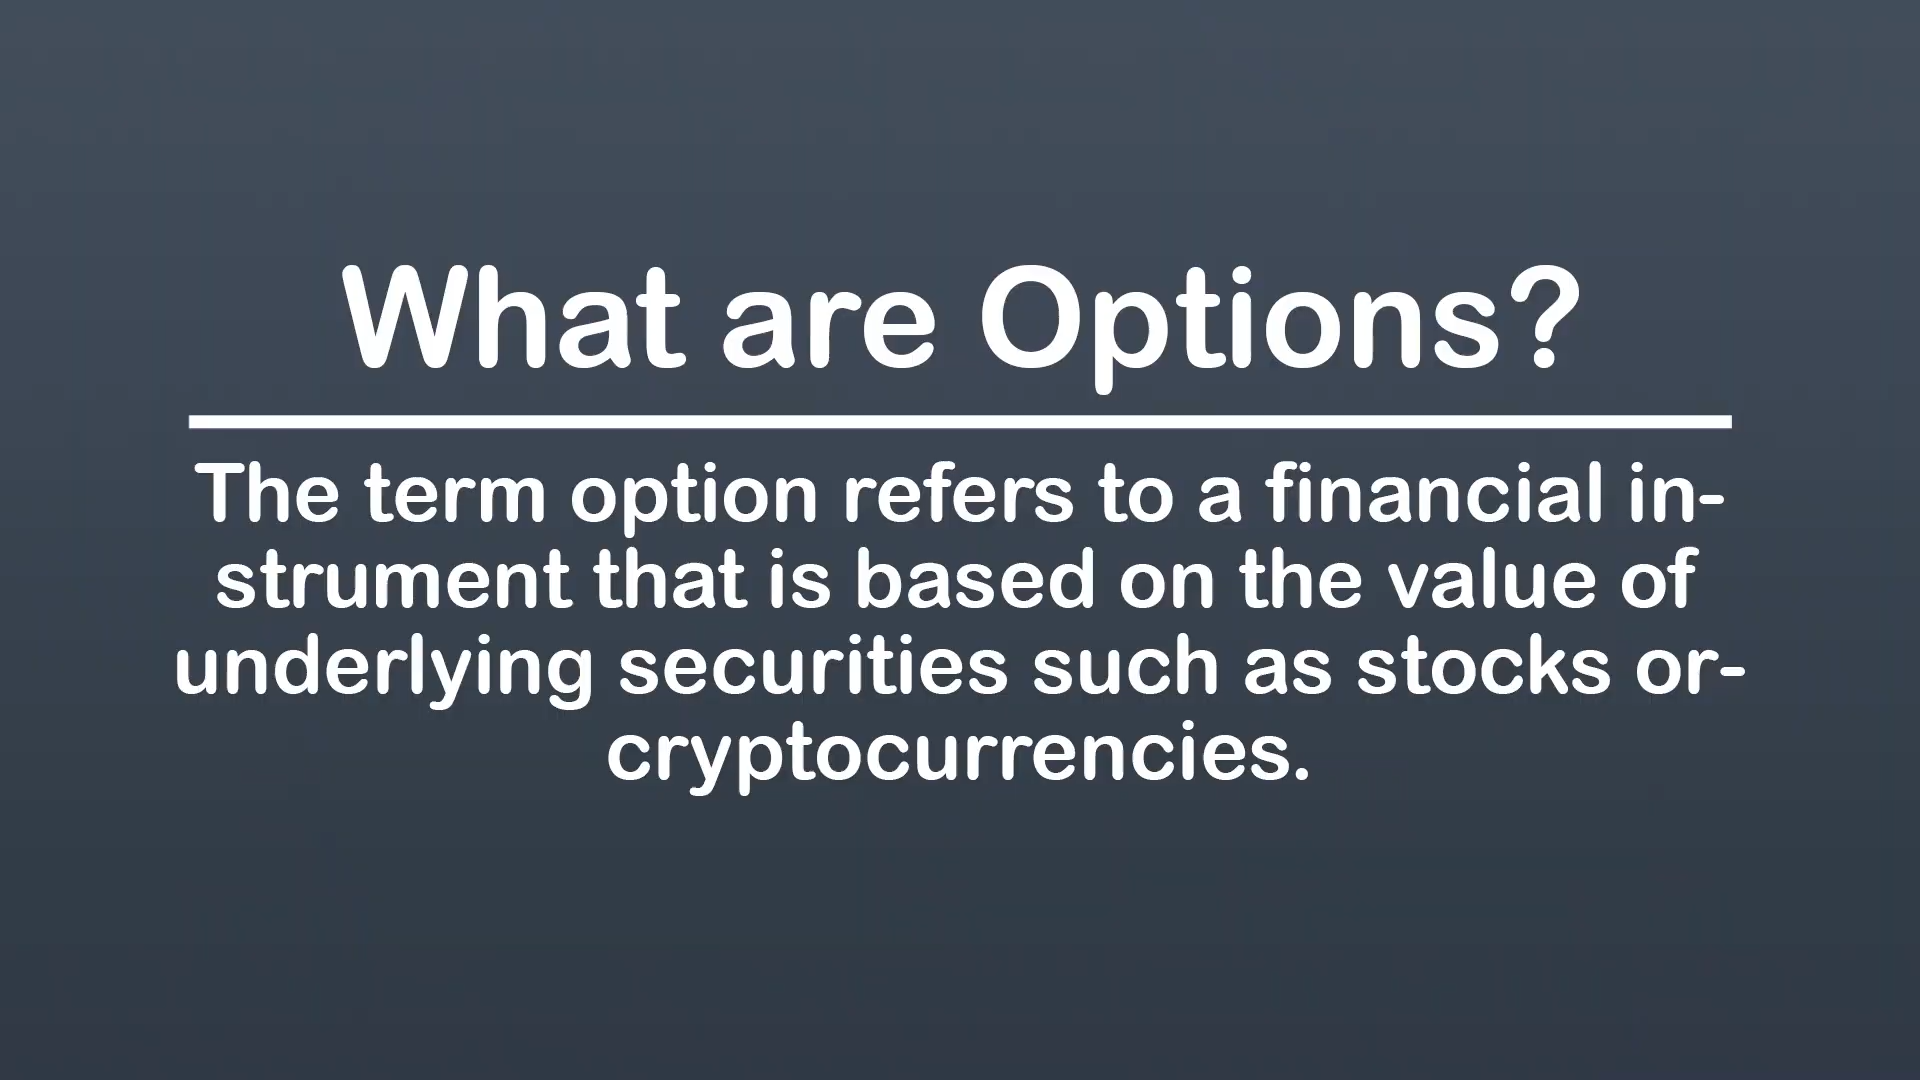 What are Options?
The term option refers to a financial in-
strument that is based on the value of
underlying securities such as stocks or-
cryptocurrencies.